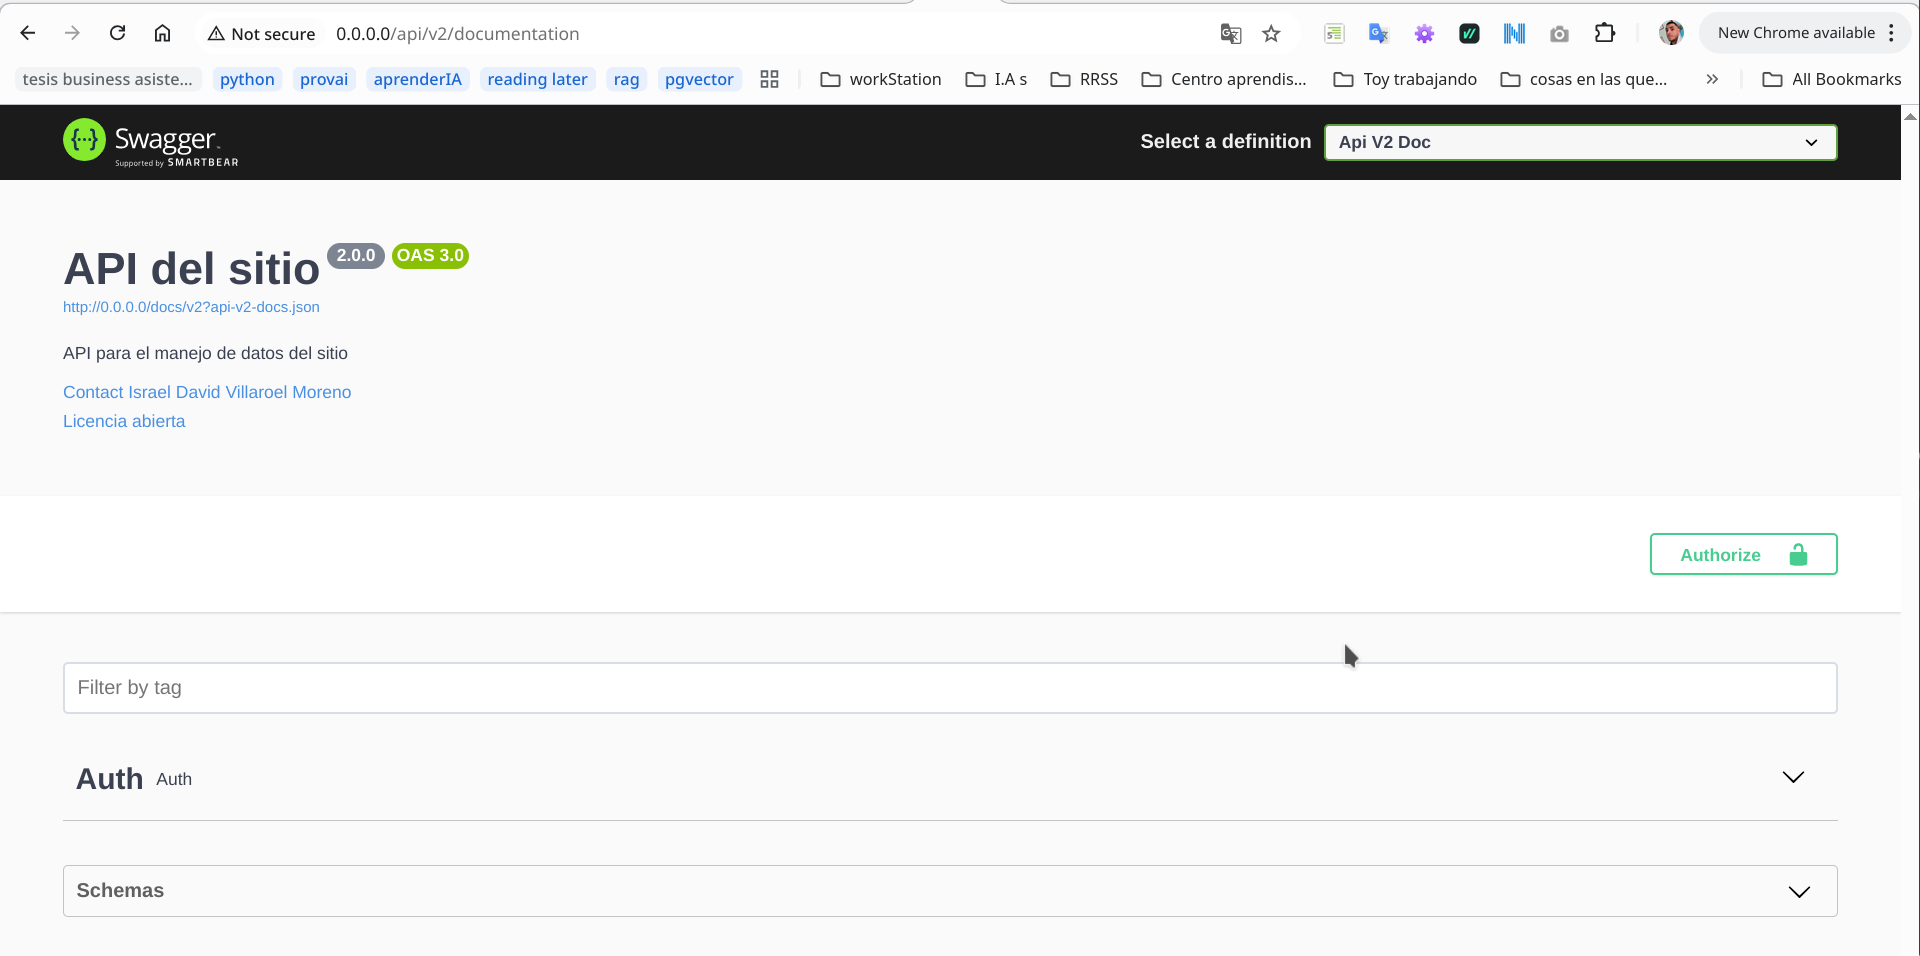 Not secure 0.0.0.0/api/v2/documentation New Chrome available
tesis business asiste... python provai aprenderIA reading later rag pgvector workStation I.A s RRSS Centro aprendis... Toy trabajando cosas en las que... » All Bookmarks
{···} Swagger. Select a definition Api V2 Doc
Supported by SMARTBEAR
API del sitio 2.0.0 OAS 3.0
http://0.0.0.0/docs/v2?api-v2-docs.json
API para el manejo de datos del sitio
Contact Israel David Villaroel Moreno
Licencia abierta
Authorize
Filter by tag
Auth Auth
Schemas